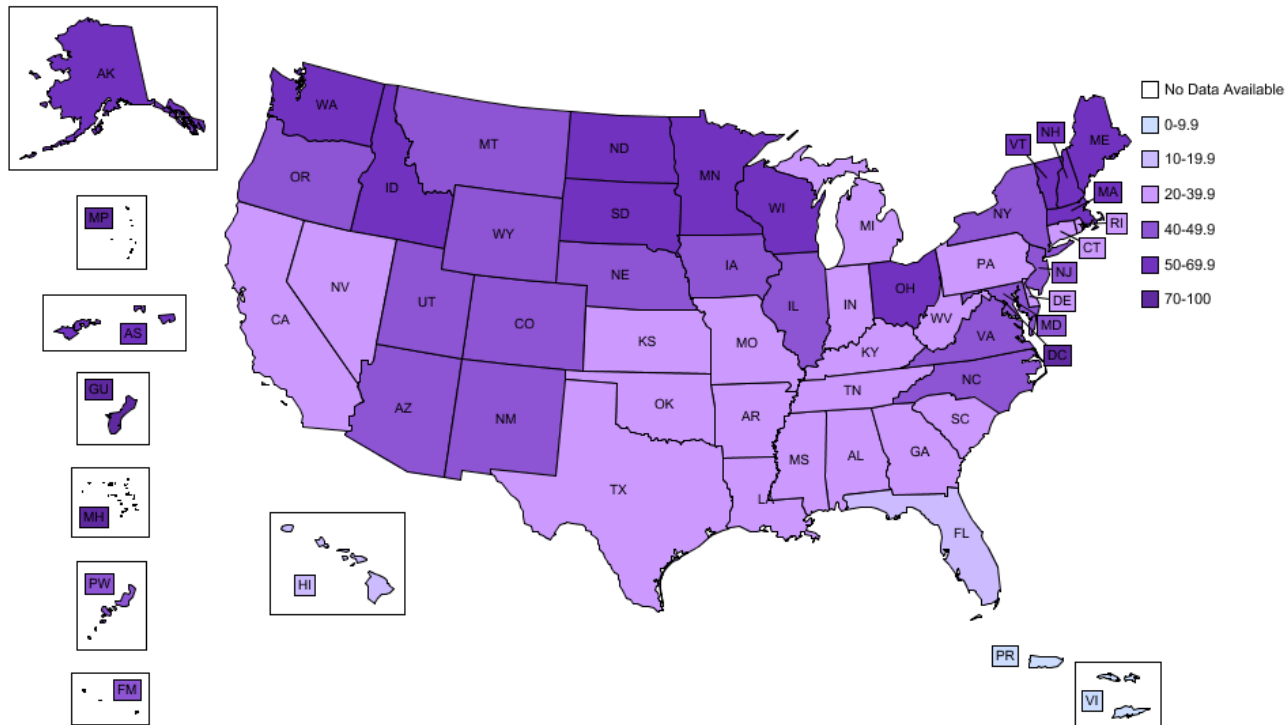 AK
WA
MT
ND
MN
ME
NH
VT
MA
RI
CT
OR
ID
SD
WI
MI
NY
WY
NE
IA
PA
NJ
NV
UT
CO
IL
IN
OH
DE
MD
CA
KS
MO
WV
KY
VA
DC
AZ
NM
OK
AR
TN
NC
SC
TX
LA
MS
AL
GA
FL
HI
MP
AS
GU
MH
PW
FM
PR
VI
No Data Available
0-9.9
10-19.9
20-39.9
40-49.9
50-69.9
70-100